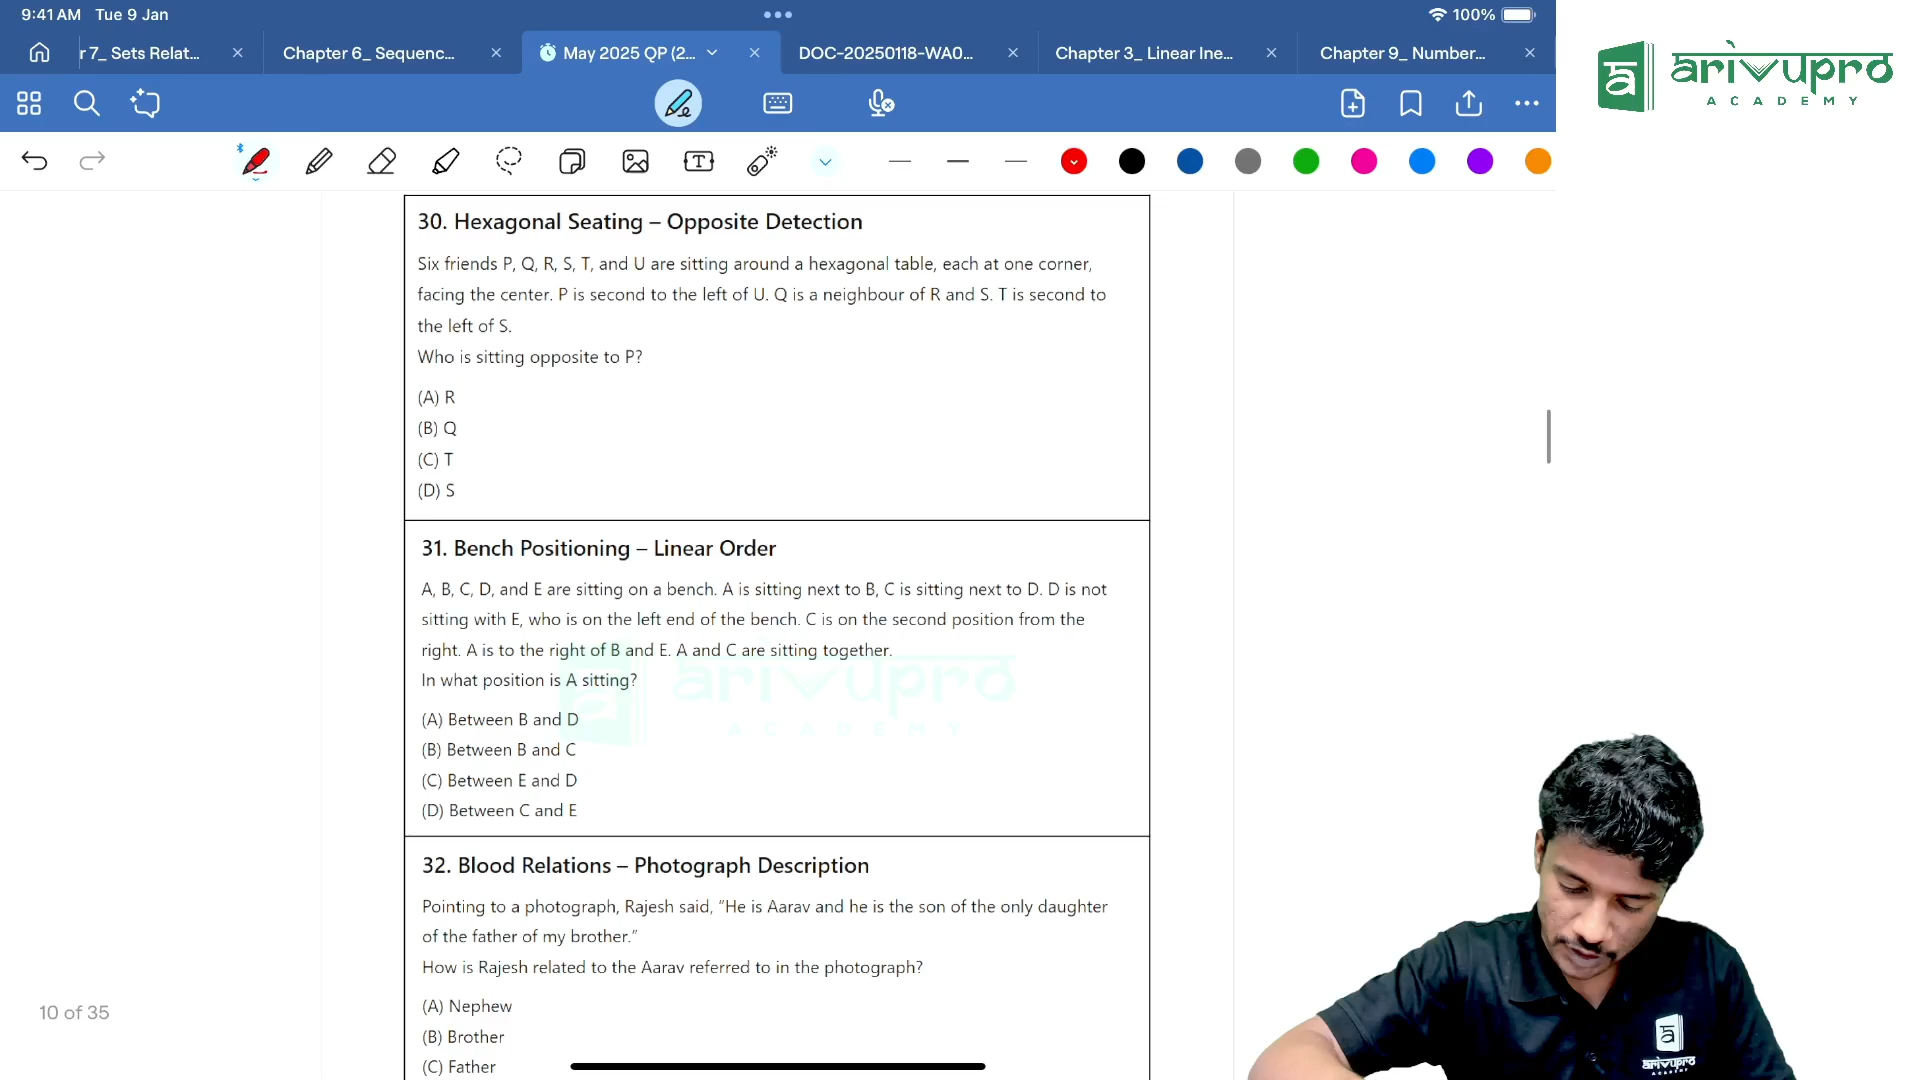 9:41 AM Tue 9 Jan
100%
r 7_ Sets Relat...
Chapter 6_ Sequenc...
May 2025 QP (2...
DOC-20250118-WA0...
Chapter 3_ Linear Ine...
Chapter 9_ Number...
arivupro
ACADEMY
30. Hexagonal Seating – Opposite Detection
Six friends P, Q, R, S, T, and U are sitting around a hexagonal table, each at one corner,
facing the center. P is second to the left of U. Q is a neighbour of R and S. T is second to
the left of S.
Who is sitting opposite to P?
(A) R
(B) Q
(C) T
(D) S
31. Bench Positioning – Linear Order
A, B, C, D, and E are sitting on a bench. A is sitting next to B, C is sitting next to D. D is not
sitting with E, who is on the left end of the bench. C is on the second position from the
right. A is to the right of B and E. A and C are sitting together.
In what position is A sitting?
(A) Between B and D
(B) Between B and C
(C) Between E and D
(D) Between C and E
arivupro
ACADEMY
32. Blood Relations – Photograph Description
Pointing to a photograph, Rajesh said, “He is Aarav and he is the son of the only daughter
of the father of my brother.”
How is Rajesh related to the Aarav referred to in the photograph?
(A) Nephew
(B) Brother
(C) Father
10 of 35
arivupro
ACADEMY